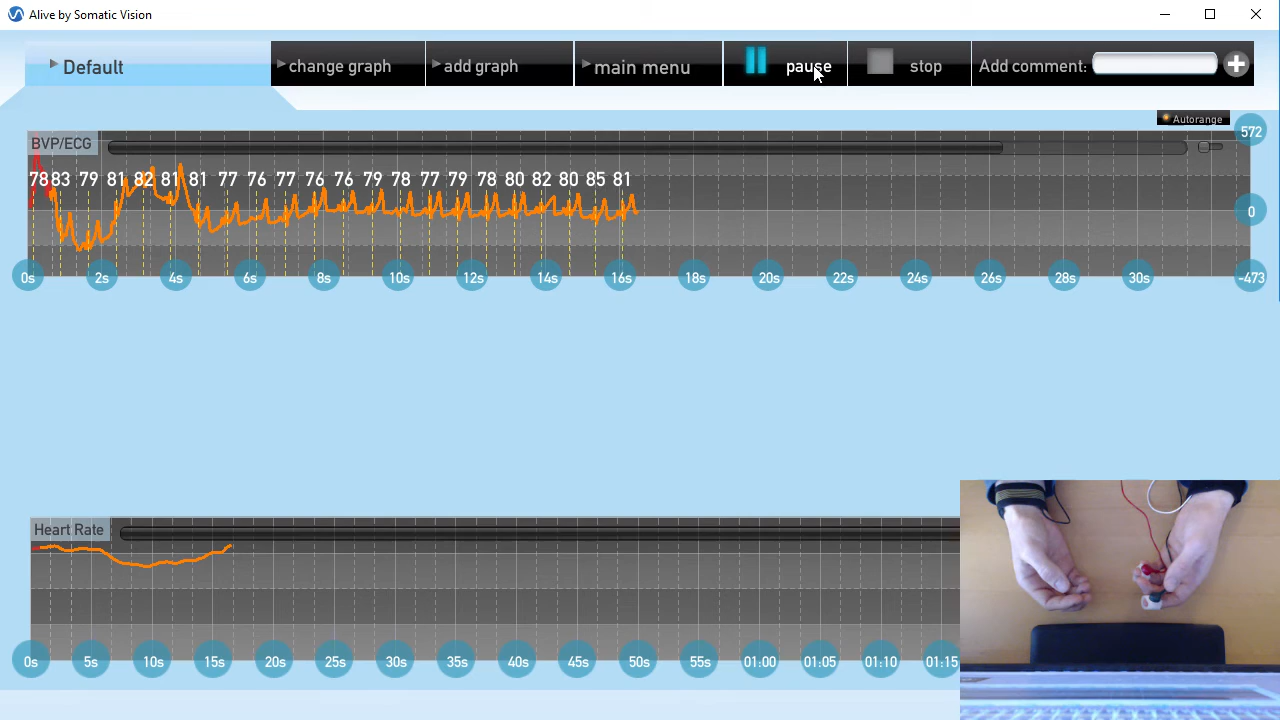 Alive by Somatic Vision
Default
change graph
add graph
main menu
pause
stop
Add comment:
Autorange
BVP/ECG
572
78 83 79 81 82 81 81 77 76 77 76 76 79 78 77 79 78 80 82 80 85 81
0
0s 2s 4s 6s 8s 10s 12s 14s 16s 18s 20s 22s 24s 26s 28s 30s -473
Heart Rate
0s 5s 10s 15s 20s 25s 30s 35s 40s 45s 50s 55s 01:00 01:05 01:10 01:15